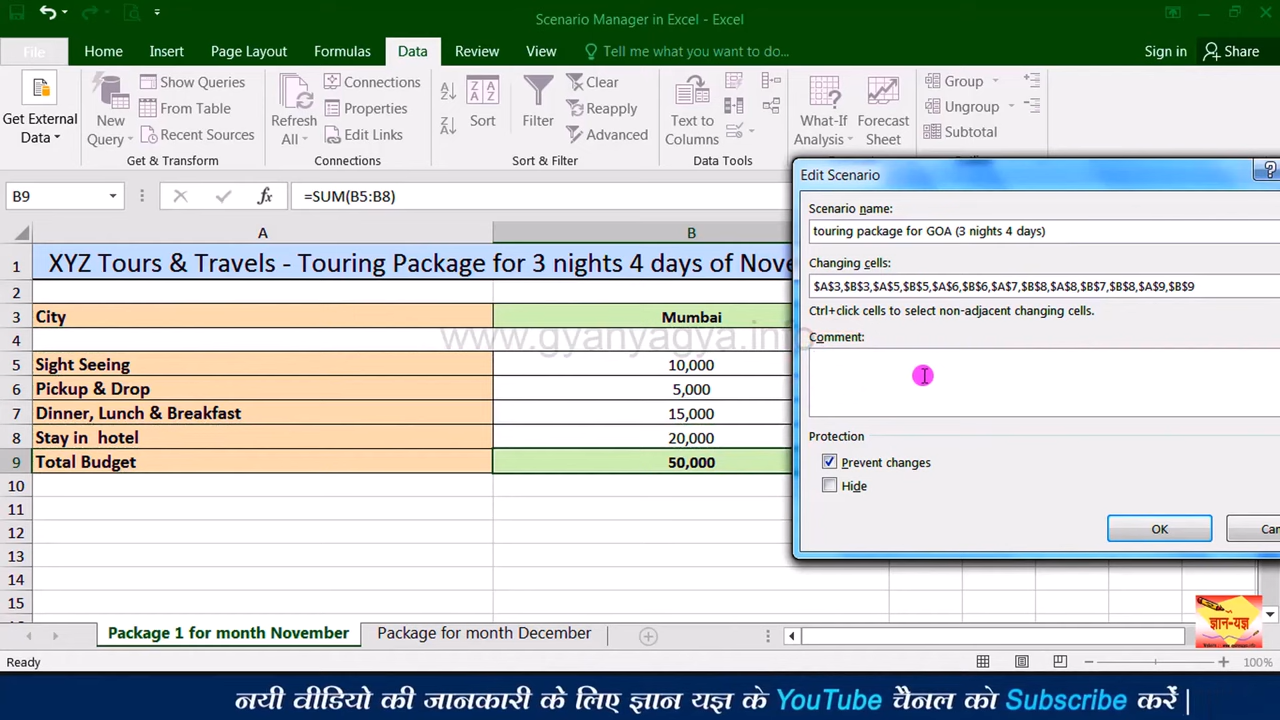 Scenario Manager in Excel - Excel
File Home Insert Page Layout Formulas Data Review View Tell me what you want to do... Sign in Share
Get External Data
New Query
Show Queries
From Table
Recent Sources
Get & Transform
Refresh All
Connections
Properties
Edit Links
Connections
Sort
Filter
Clear
Reapply
Advanced
Sort & Filter
Text to Columns
Data Tools
What-If Analysis
Forecast Sheet
Group
Ungroup
Subtotal
B9 fx =SUM(B5:B8)
A B
1 XYZ Tours & Travels - Touring Package for 3 nights 4 days of Nove
2
3 City Mumbai
4
5 Sight Seeing 10,000
6 Pickup & Drop 5,000
7 Dinner, Lunch & Breakfast 15,000
8 Stay in hotel 20,000
9 Total Budget 50,000
10
11
12
13
14
15
www.gyanyagya.info
Edit Scenario ?
Scenario name:
touring package for GOA (3 nights 4 days)
Changing cells:
$A$3,$B$3,$A$5,$B$5,$A$6,$B$6,$A$7,$B$8,$A$8,$B$7,$B$8,$A$9,$B$9
Ctrl+click cells to select non-adjacent changing cells.
Comment:
Protection
Prevent changes
Hide
OK Can
Package 1 for month November Package for month December
ज्ञान-यज्ञ
Ready 100%
नयी वीडियो की जानकारी के लिए ज्ञान यज्ञ के YouTube चैनल को Subscribe करें |